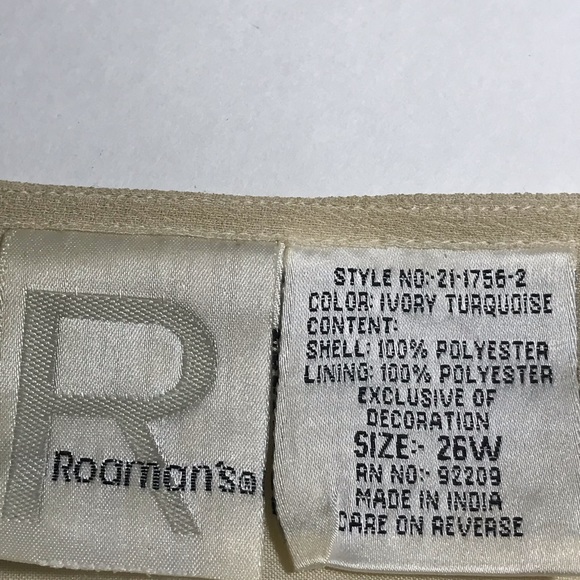 R
Roaman's®
STYLE NO:-21-1756-2
COLOR: IVORY TURQUOISE
CONTENT:
SHELL: 100% POLYESTER
LINING: 100% POLYESTER
EXCLUSIVE OF
DECORATION
SIZE:- 26W
RN NO:- 92209
MADE IN INDIA
CARE ON REVERSE